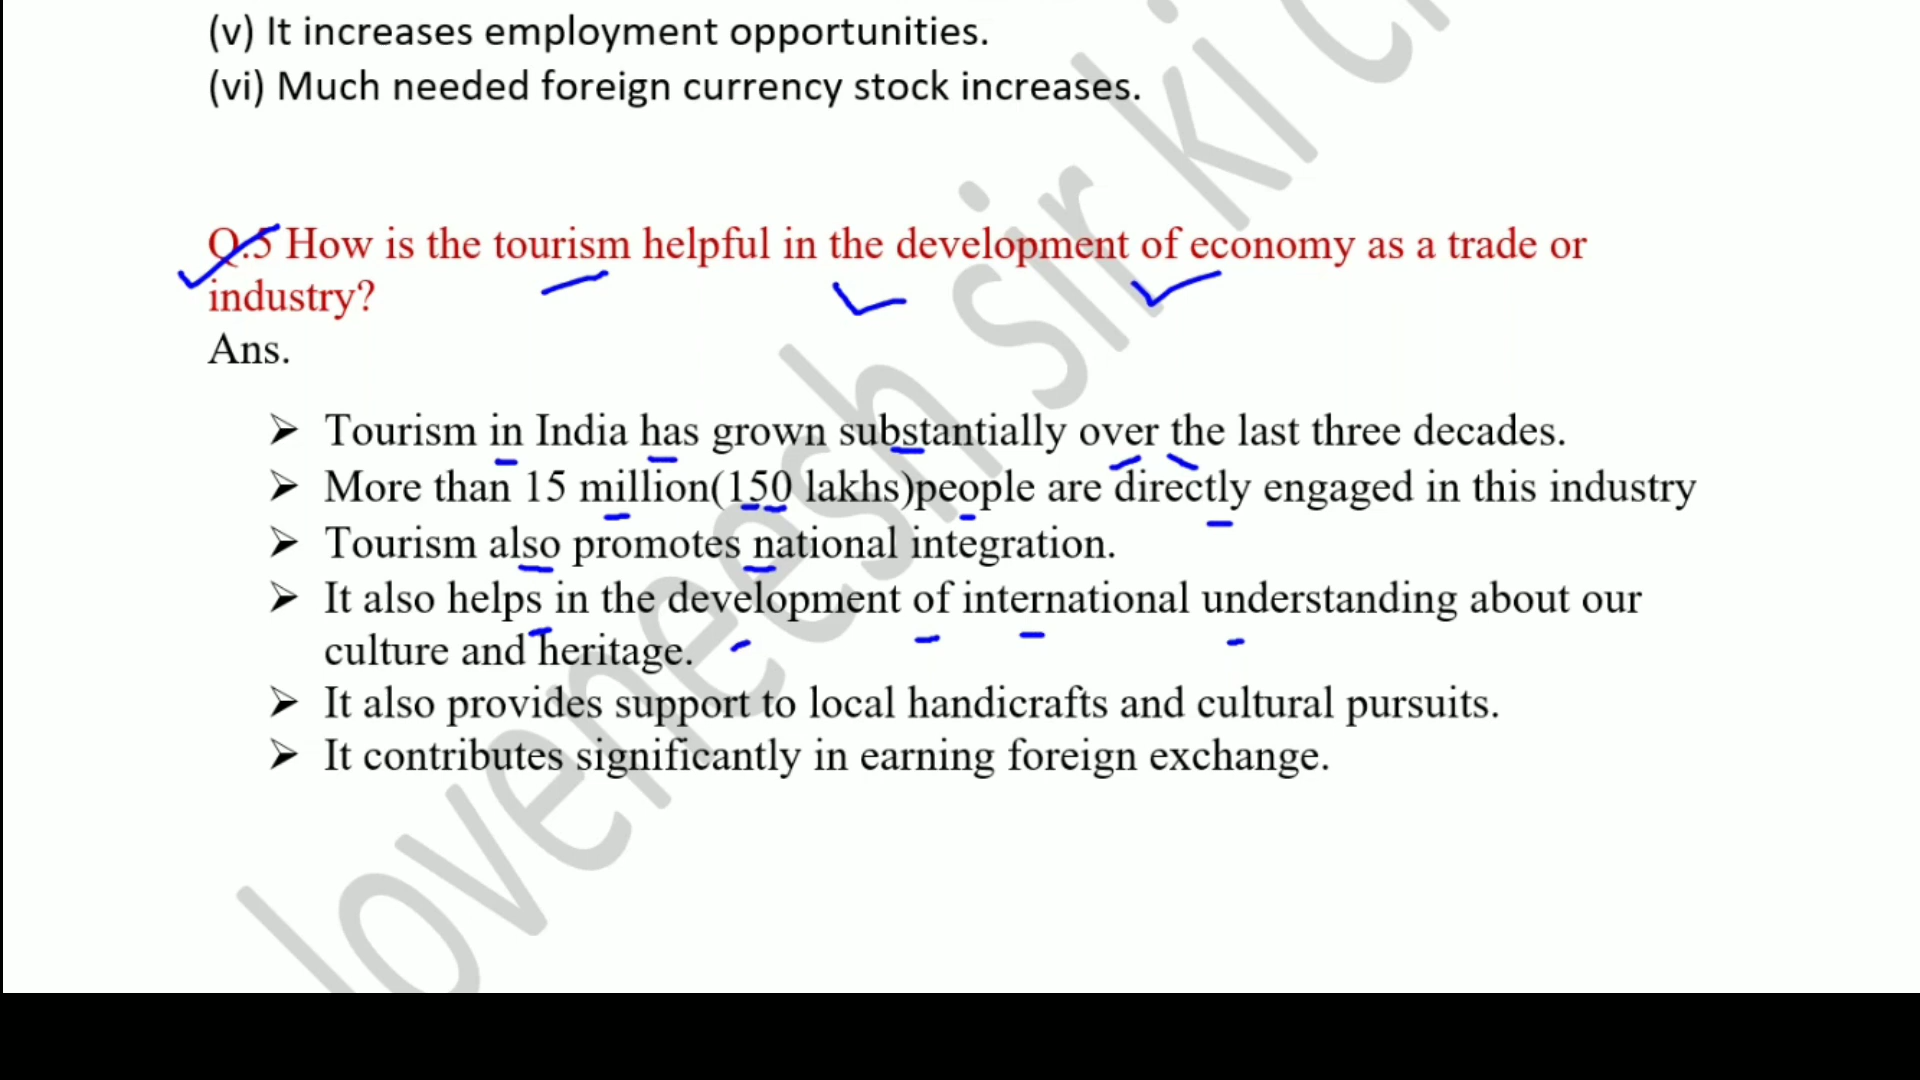 (v) It increases employment opportunities.
(vi) Much needed foreign currency stock increases.
Q.5 How is the tourism helpful in the development of economy as a trade or
industry?
Ans.
➢ Tourism in India has grown substantially over the last three decades.
➢ More than 15 million(150 lakhs)people are directly engaged in this industry
➢ Tourism also promotes national integration.
➢ It also helps in the development of international understanding about our
culture and heritage.
➢ It also provides support to local handicrafts and cultural pursuits.
➢ It contributes significantly in earning foreign exchange.
loveneesh sir ki